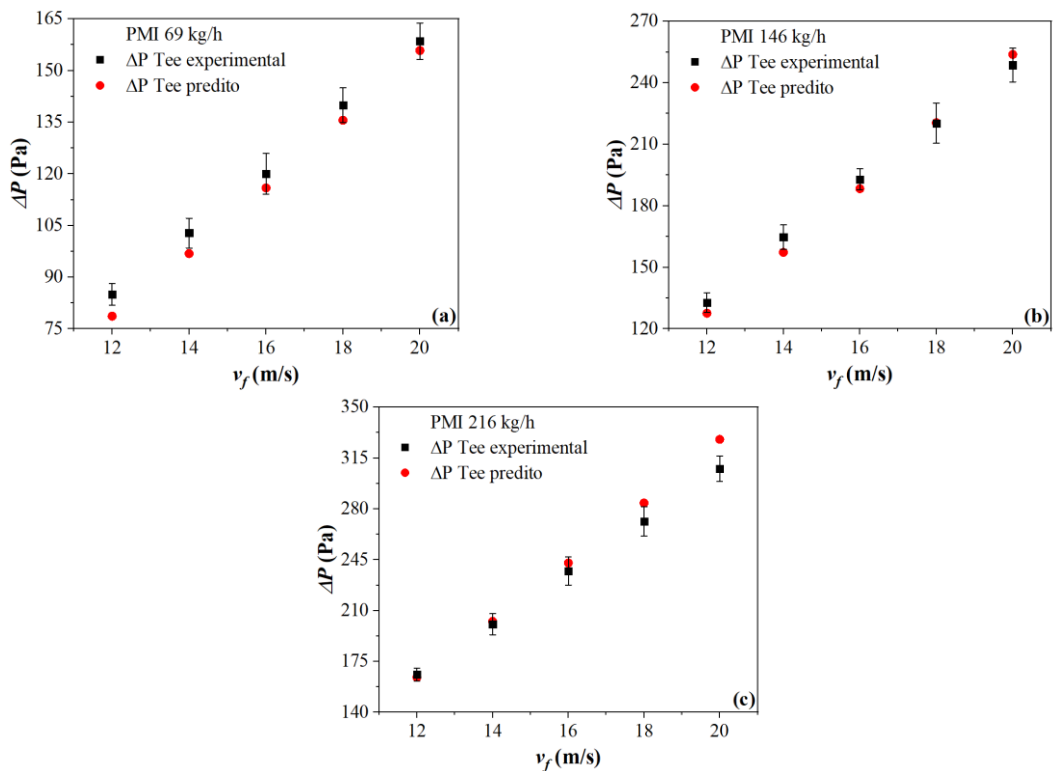 165
150
135
120
105
90
75
ΔP (Pa)
PMI 69 kg/h
ΔP Tee experimental
ΔP Tee predito
(a)
12 14 16 18 20
v_f (m/s)
270
240
210
180
150
120
ΔP (Pa)
PMI 146 kg/h
ΔP Tee experimental
ΔP Tee predito
(b)
12 14 16 18 20
v_f (m/s)
350
315
280
245
210
175
140
ΔP (Pa)
PMI 216 kg/h
ΔP Tee experimental
ΔP Tee predito
(c)
12 14 16 18 20
v_f (m/s)